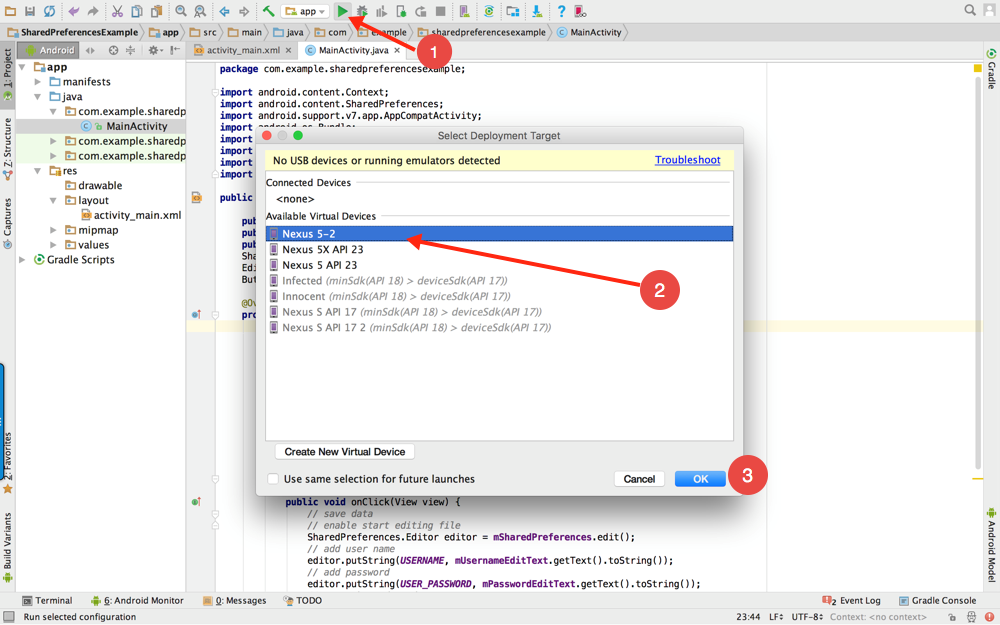 app
SharedPreferencesExample app src main java com example sharedpreferencesexample MainActivity
1
Android
activity_main.xml
MainActivity.java
1: Project
Z: Structure
Captures
2: Favorites
Build Variants
app
manifests
java
com.example.sharedp
MainActivity
com.example.sharedp
com.example.sharedp
res
drawable
layout
activity_main.xml
mipmap
values
Gradle Scripts
package com.example.sharedpreferencesexample;
import android.content.Context;
import android.content.SharedPreferences;
import android.support.v7.app.AppCompatActivity;
import android.os.Bundle;
import
import
import
import
public
pub
pub
pub
Sha
Edi
But
@Ov
pro
Select Deployment Target
No USB devices or running emulators detected
Troubleshoot
Connected Devices
<none>
Available Virtual Devices
Nexus 5-2
Nexus 5X API 23
Nexus 5 API 23
Infected (minSdk(API 18) > deviceSdk(API 17))
Innocent (minSdk(API 18) > deviceSdk(API 17))
Nexus S API 17 (minSdk(API 18) > deviceSdk(API 17))
Nexus S API 17 2 (minSdk(API 18) > deviceSdk(API 17))
2
Create New Virtual Device
Use same selection for future launches
Cancel
OK
3
public void onClick(View view) {
// save data
// enable start editing file
SharedPreferences.Editor editor = mSharedPreferences.edit();
// add user name
editor.putString(USERNAME, mUsernameEditText.getText().toString());
// add password
editor.putString(USER_PASSWORD, mPasswordEditText.getText().toString());
Gradle
Android Model
Terminal
6: Android Monitor
0: Messages
TODO
2 Event Log
Gradle Console
Run selected configuration
23:44 LF÷ UTF-8÷ Context: <no context>